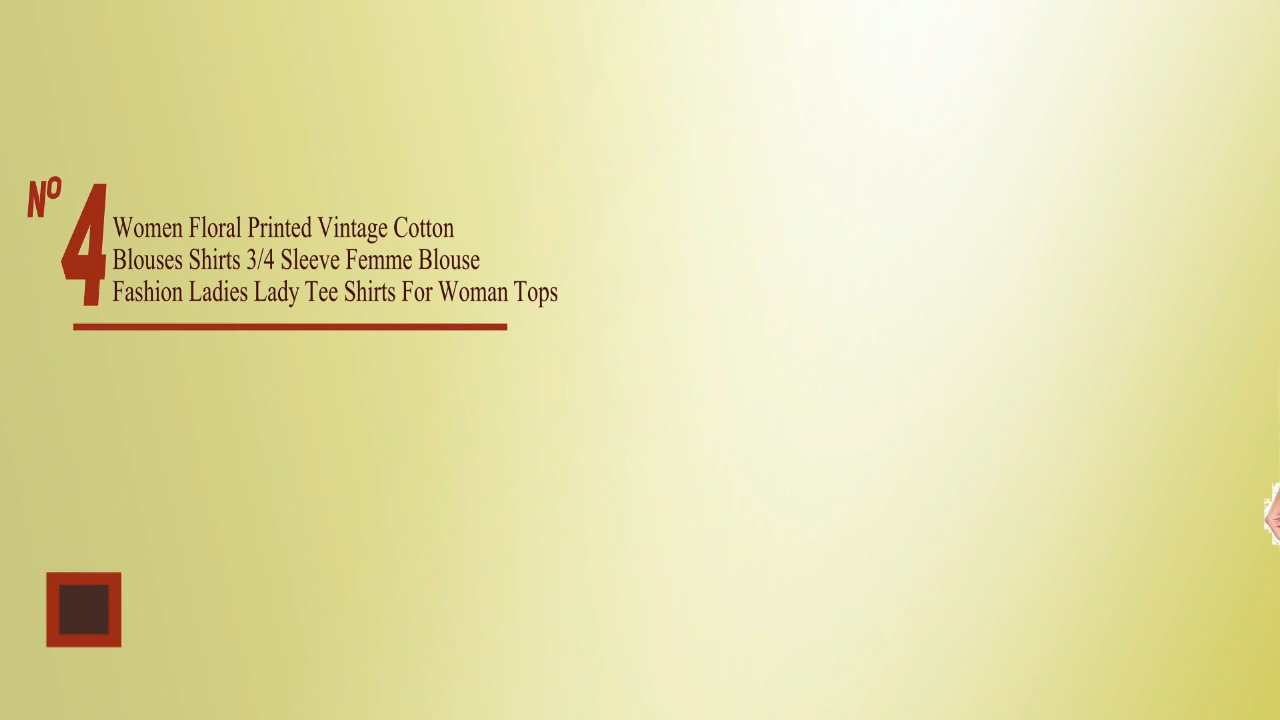 Nº
4
Women Floral Printed Vintage Cotton
Blouses Shirts 3/4 Sleeve Femme Blouse
Fashion Ladies Lady Tee Shirts For Woman Tops